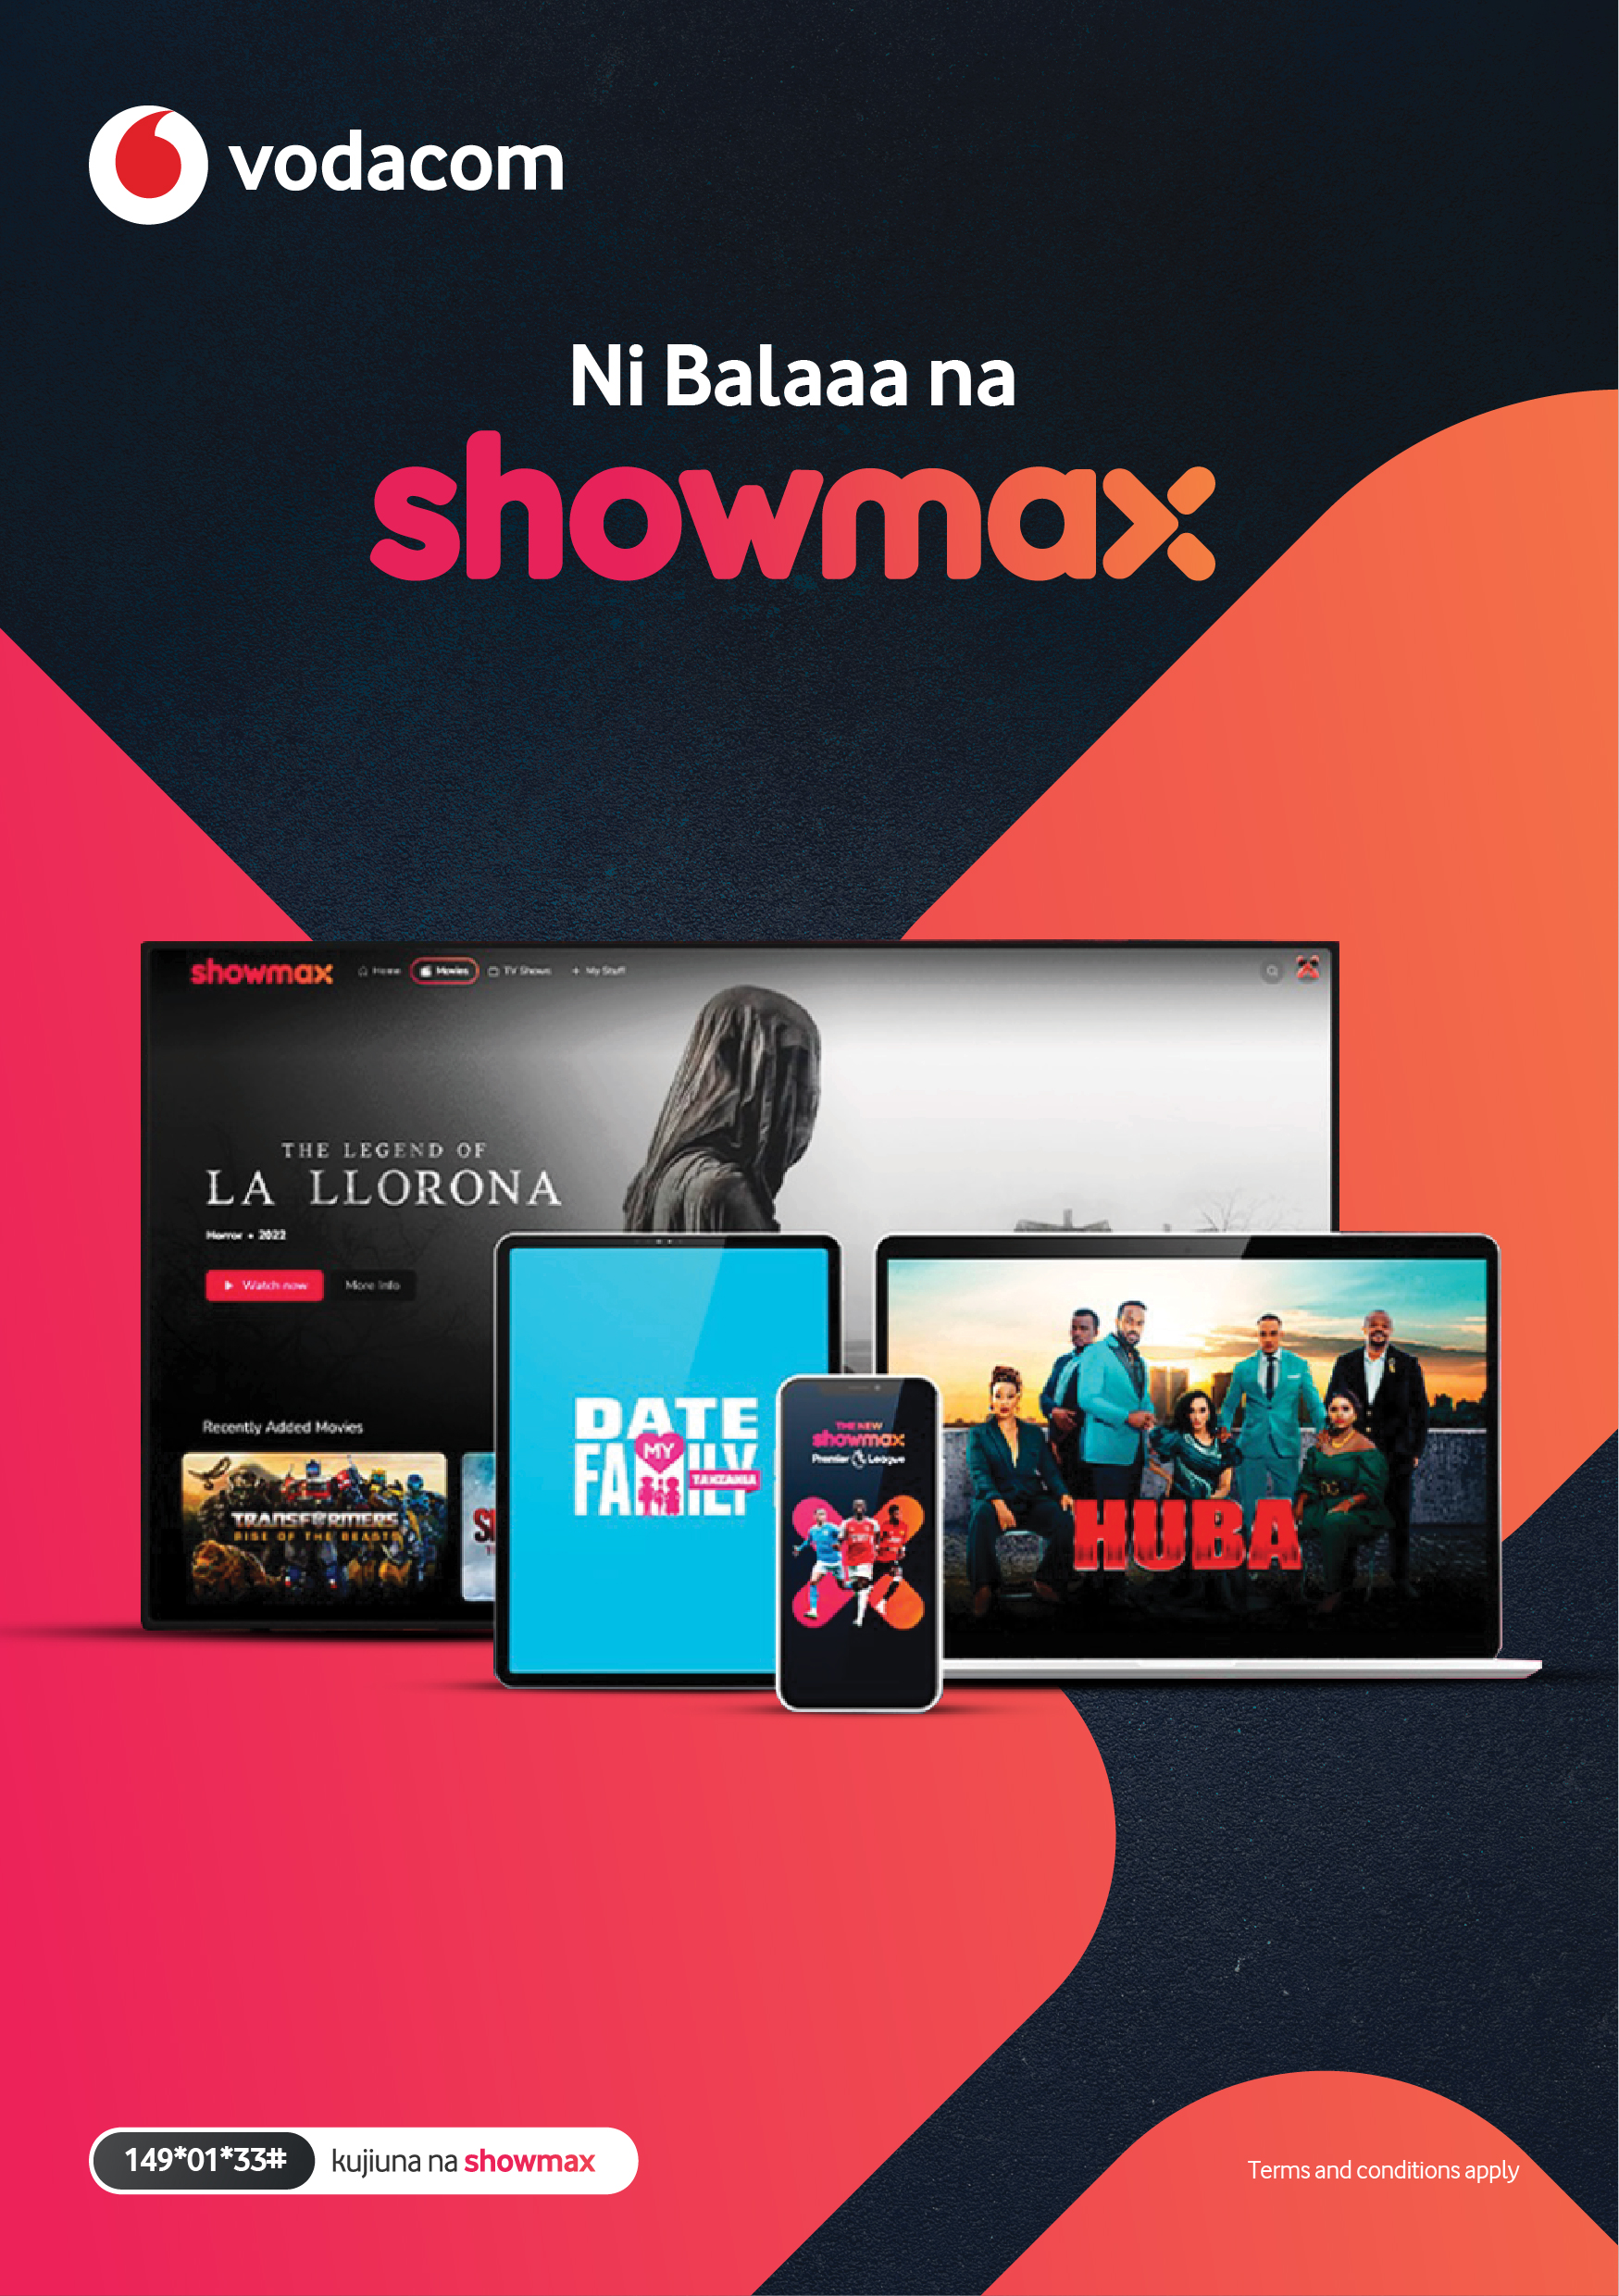 vodacom
Ni Balaaa na
showmax
showmax Home Movies TV Shows + My Stuff
THE LEGEND OF
LA LLORONA
Horror • 2022
Watch now More Info
Recently Added Movies
TRANSFORMERS
RISE OF THE BEASTS
DATE
MY
FAMILY
TANZANIA
THE NEW
showmax
Premier League
HUBA
149*01*33# kujiuna na showmax
Terms and conditions apply